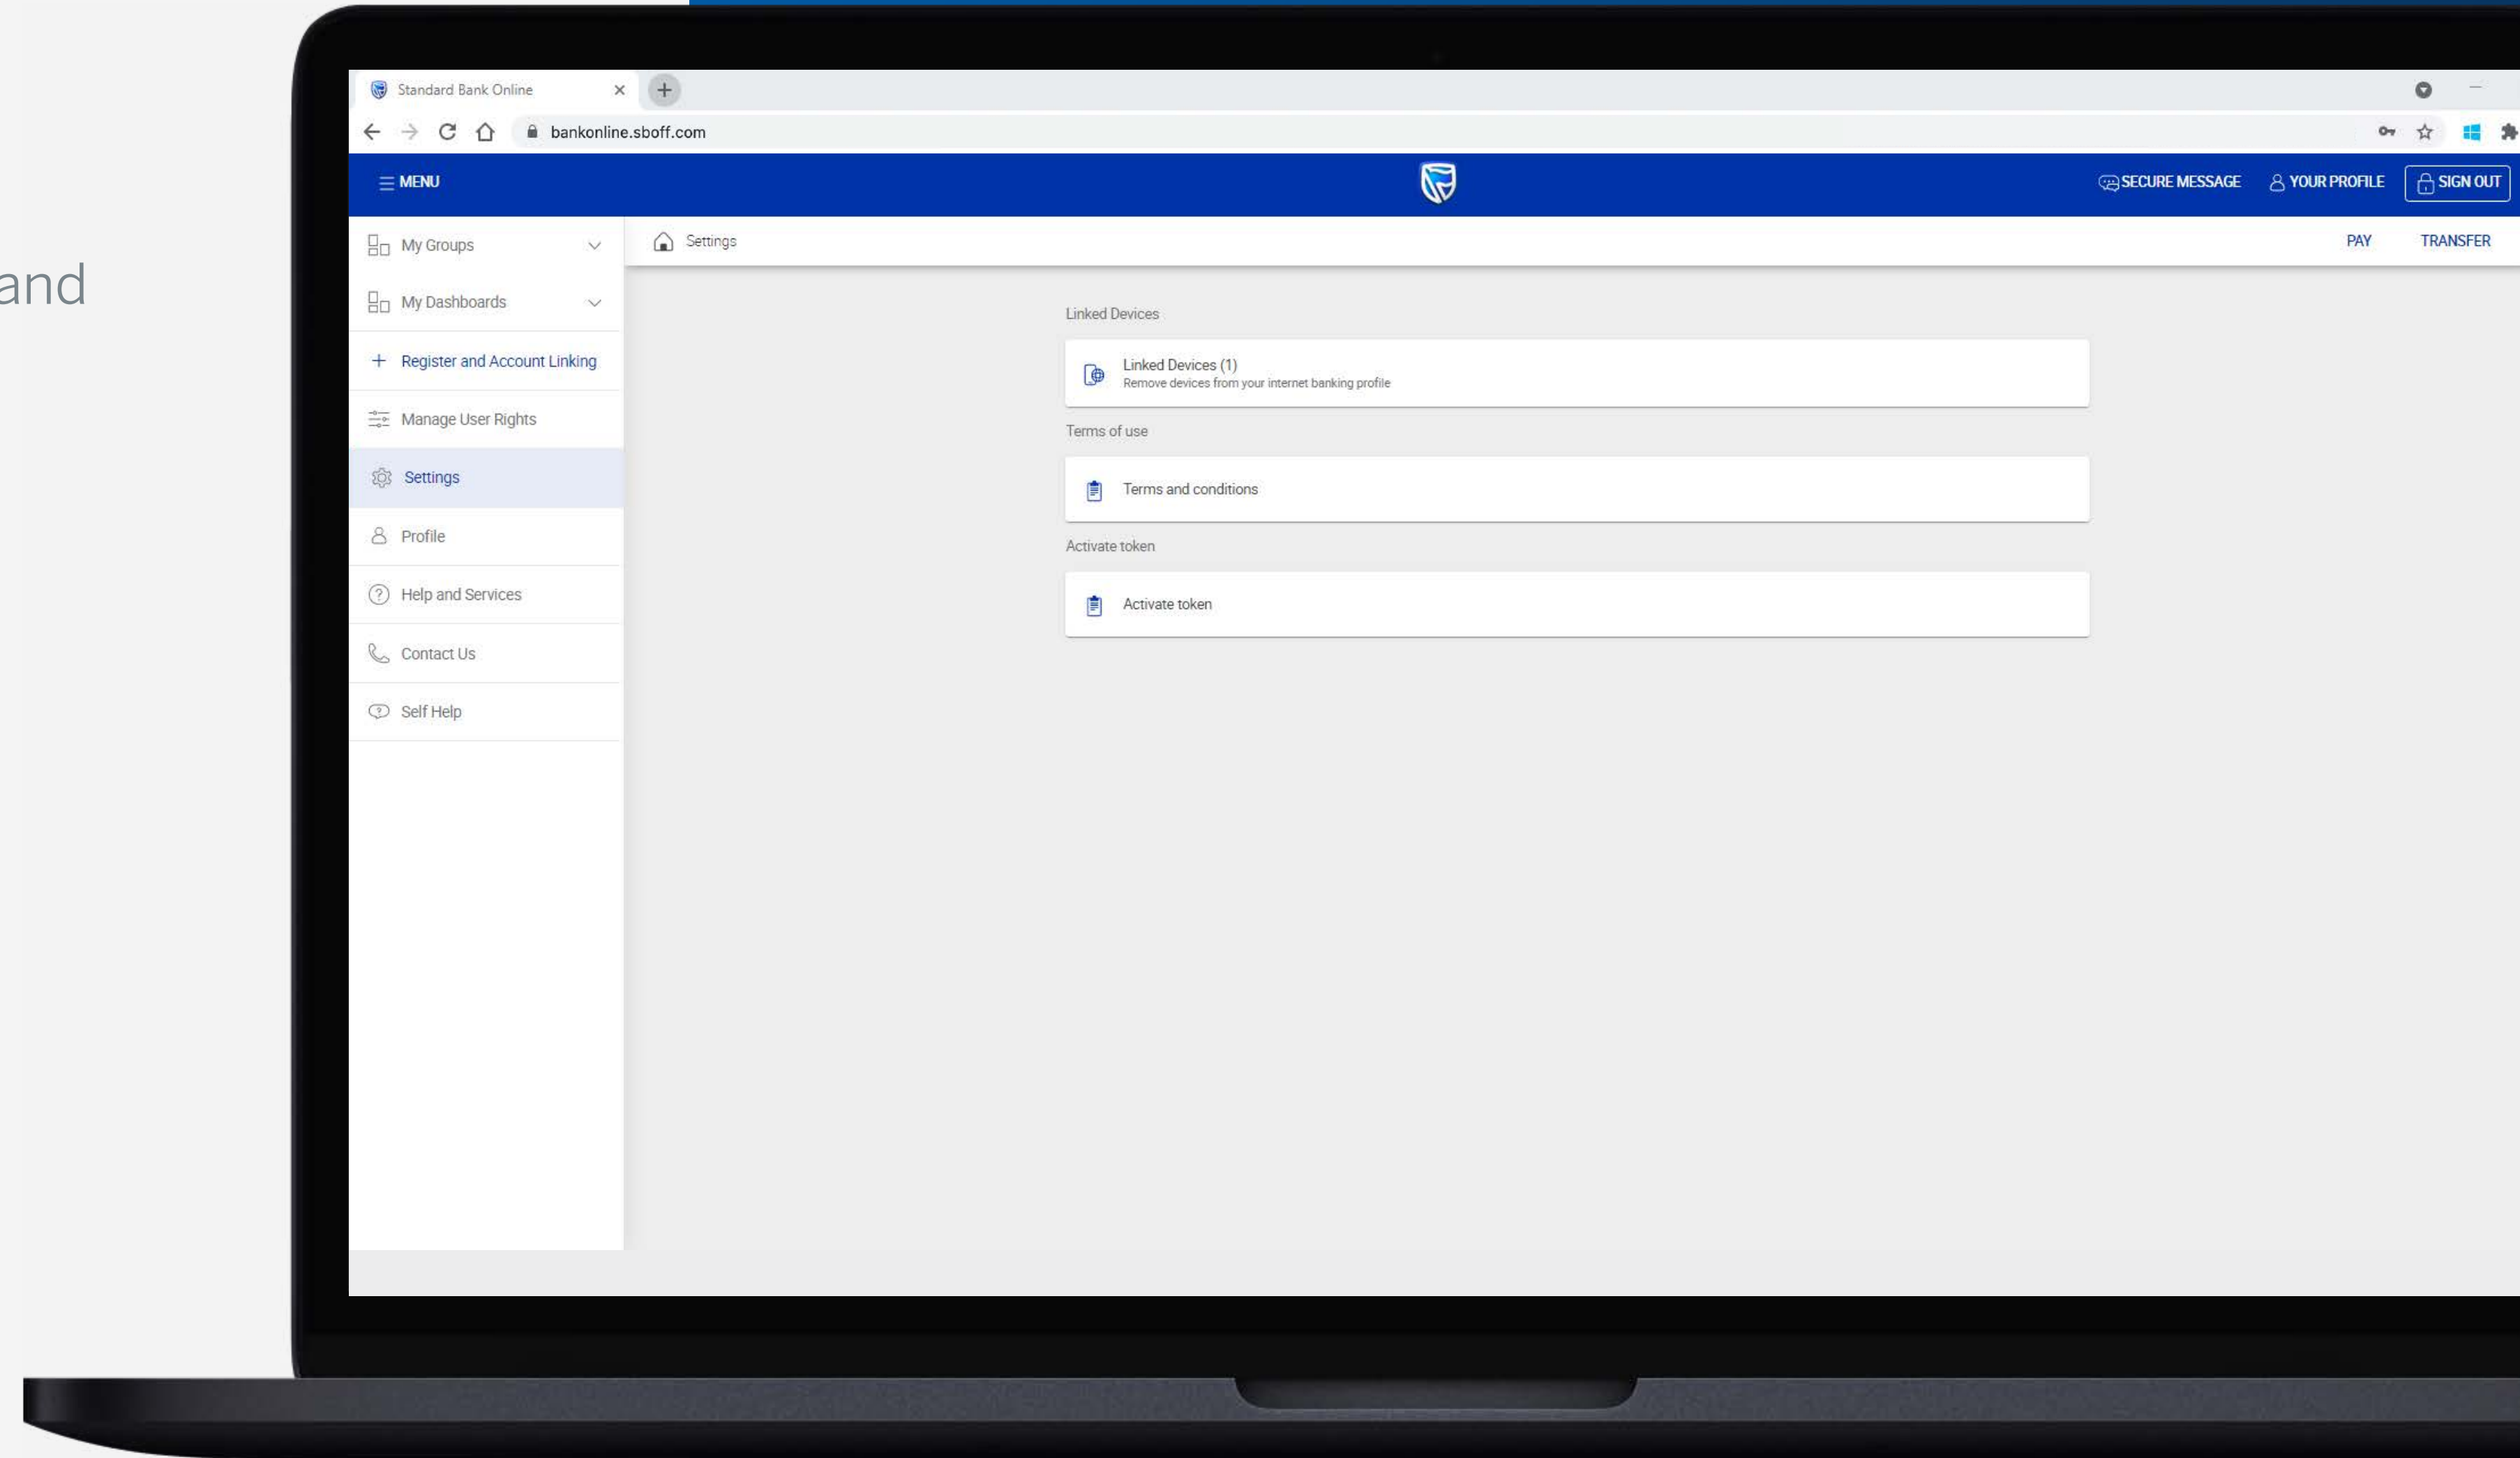 and
Standard Bank Online
bankonline.sboff.com
MENU
SECURE MESSAGE YOUR PROFILE SIGN OUT
My Groups
My Dashboards
Register and Account Linking
Manage User Rights
Settings
Profile
Help and Services
Contact Us
Self Help
Settings
PAY TRANSFER
Linked Devices
Linked Devices (1)
Remove devices from your internet banking profile
Terms of use
Terms and conditions
Activate token
Activate token